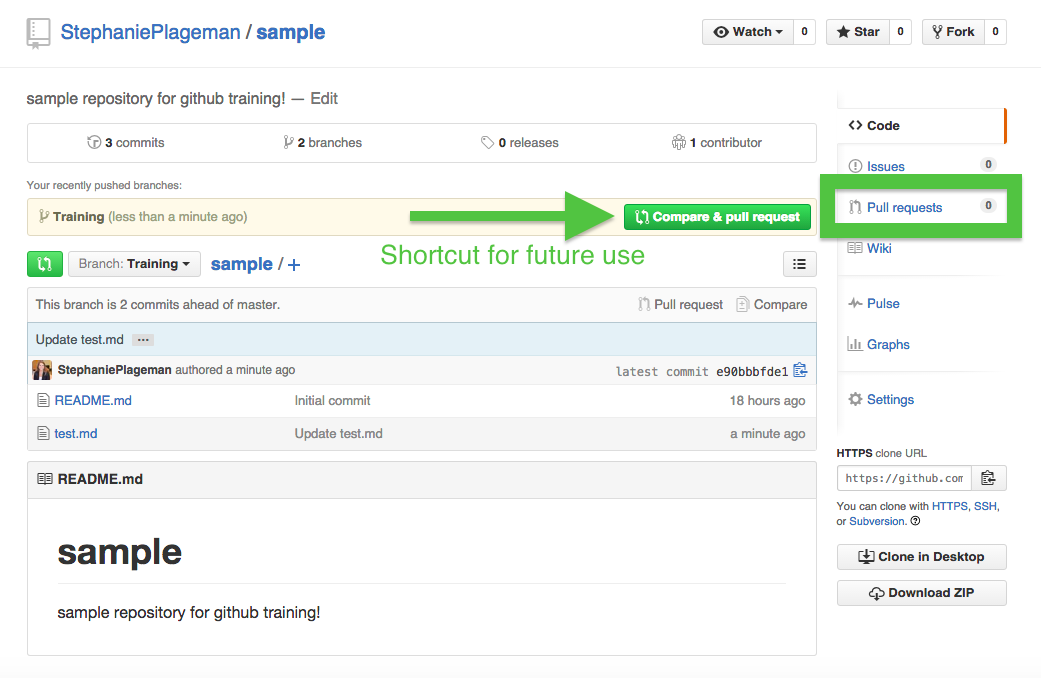 StephaniePlageman / sample
Watch 0 Star 0 Fork 0
sample repository for github training! — Edit
3 commits 2 branches 0 releases 1 contributor
Your recently pushed branches:
Training (less than a minute ago) Compare & pull request
Shortcut for future use
Branch: Training sample / +
This branch is 2 commits ahead of master. Pull request Compare
Update test.md ...
StephaniePlageman authored a minute ago latest commit e90bbbfde1
README.md Initial commit 18 hours ago
test.md Update test.md a minute ago
README.md
sample
sample repository for github training!
Code
Issues 0
Pull requests 0
Wiki
Pulse
Graphs
Settings
HTTPS clone URL
https://github.com
You can clone with HTTPS, SSH,
or Subversion.
Clone in Desktop
Download ZIP